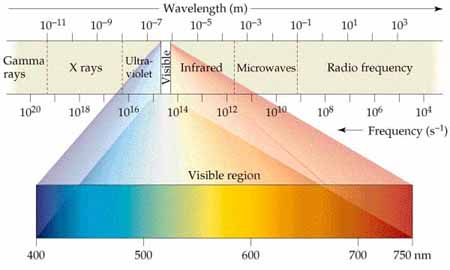 Wavelength (m)
10⁻¹¹ 10⁻⁹ 10⁻⁷ 10⁻⁵ 10⁻³ 10⁻¹ 10¹ 10³
Gamma rays X rays Ultra-violet Visible Infrared Microwaves Radio frequency
10²⁰ 10¹⁸ 10¹⁶ 10¹⁴ 10¹² 10¹⁰ 10⁸ 10⁶ 10⁴
Frequency (s⁻¹)
Visible region
400 500 600 700 750 nm